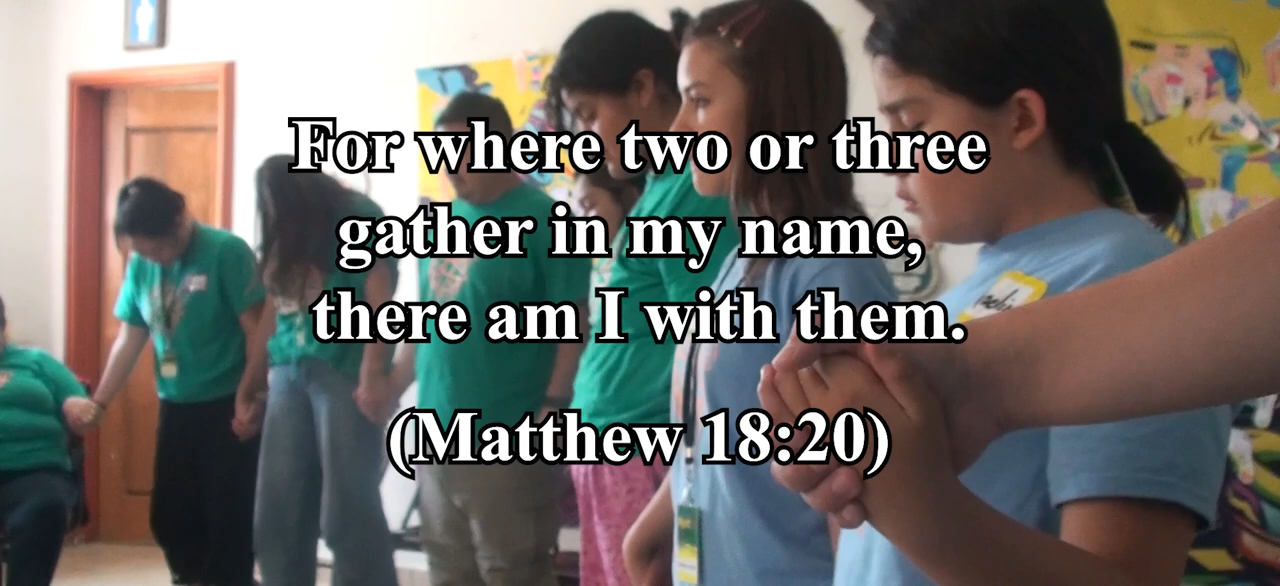 For where two or three
gather in my name,
there am I with them.
(Matthew 18:20)